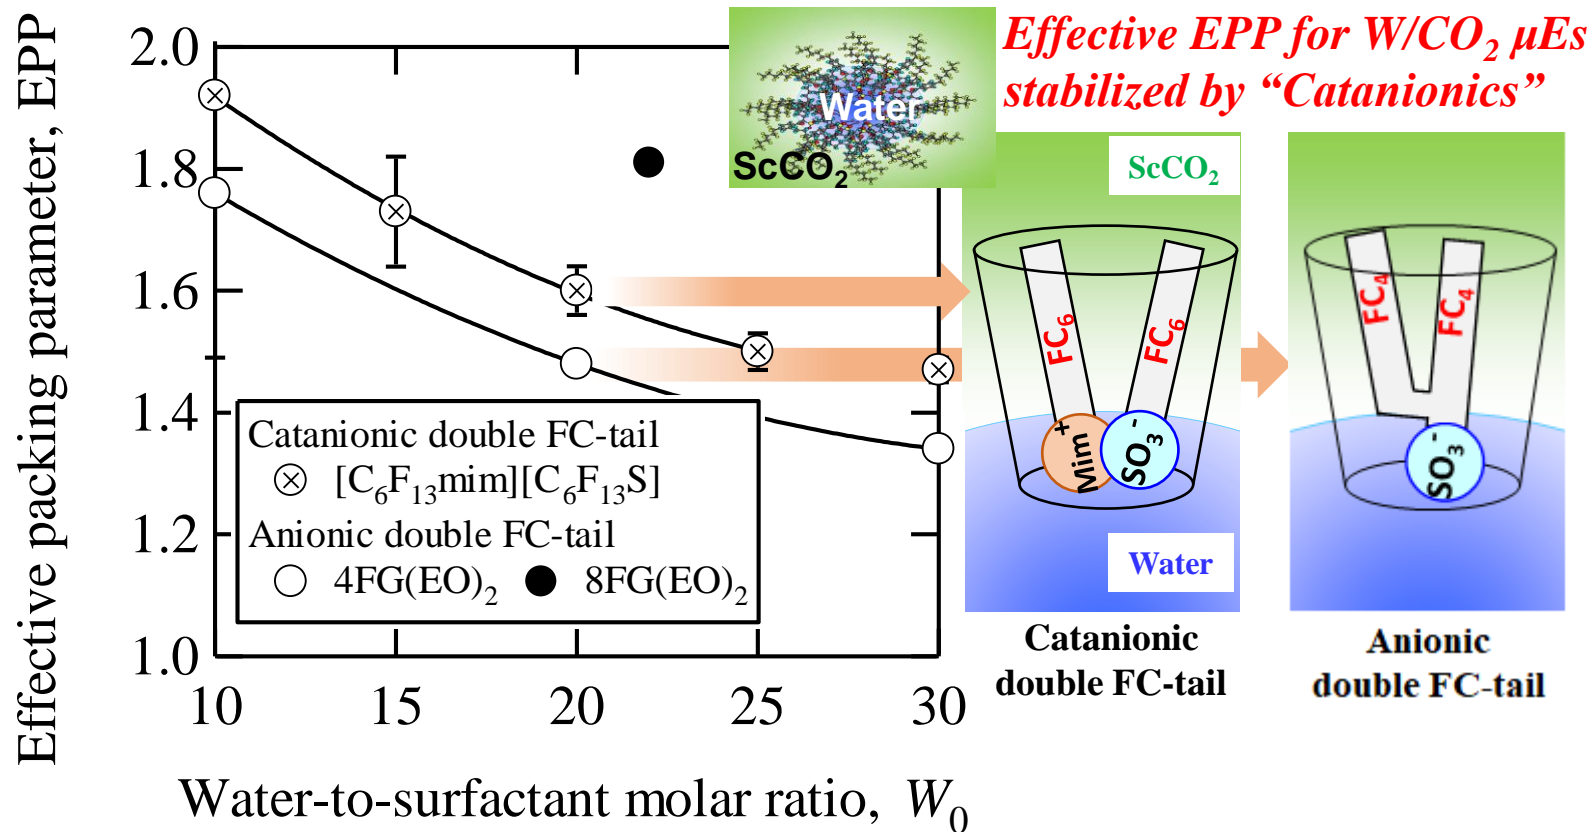 Effective EPP for W/CO₂ μEs
stabilized by “Catanionics”
Effective packing parameter, EPP
2.0
1.8
1.6
1.4
1.2
1.0
10
15
20
25
30
Water-to-surfactant molar ratio, W₀
Catanionic double FC-tail
[C₆F₁₃mim][C₆F₁₃S]
Anionic double FC-tail
4FG(EO)₂
8FG(EO)₂
Water
ScCO₂
ScCO₂
FC₆
FC₆
Mim⁺
SO₃⁻
Water
Catanionic
double FC-tail
FC₄
FC₄
SO₃⁻
Anionic
double FC-tail